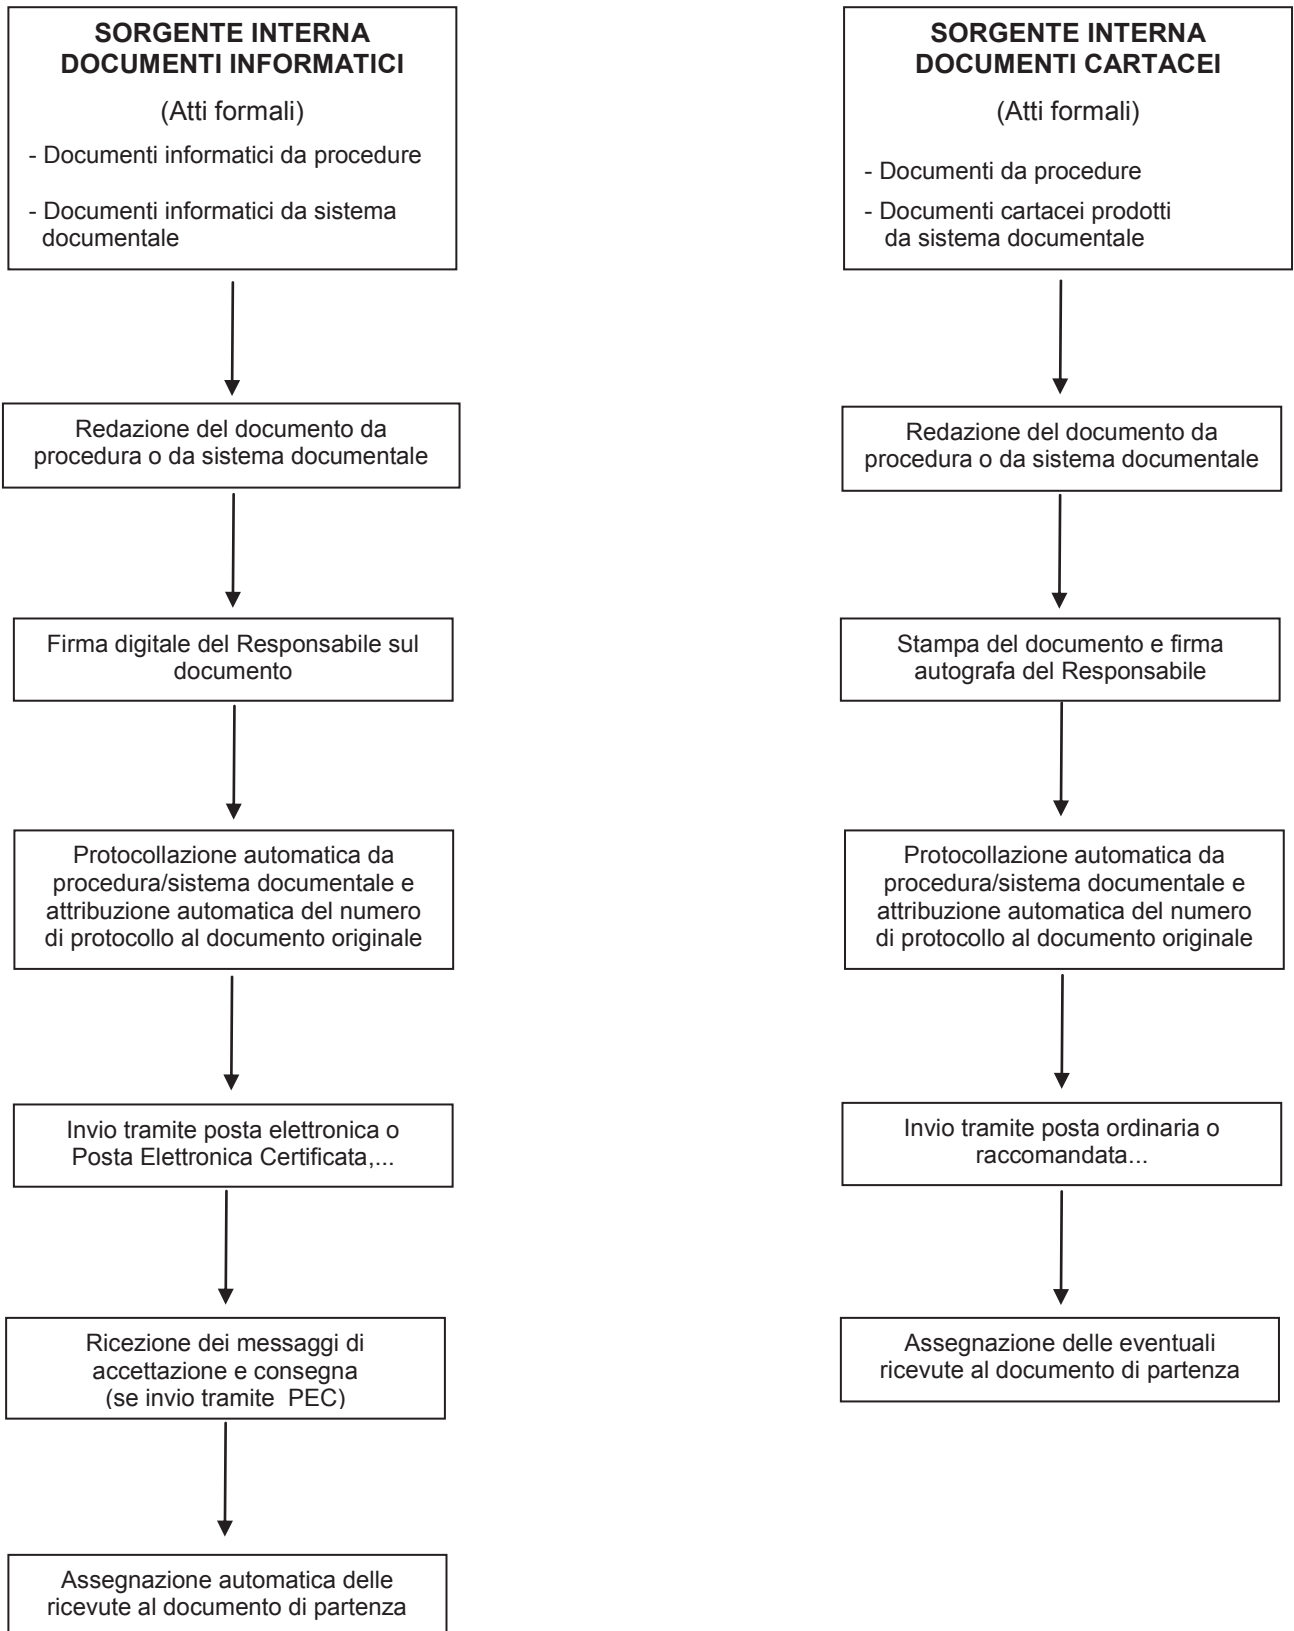 SORGENTE INTERNA
DOCUMENTI INFORMATICI
(Atti formali)
- Documenti informatici da procedure
- Documenti informatici da sistema
documentale
Redazione del documento da
procedura o da sistema documentale
Firma digitale del Responsabile sul
documento
Protocollazione automatica da
procedura/sistema documentale e
attribuzione automatica del numero
di protocollo al documento originale
Invio tramite posta elettronica o
Posta Elettronica Certificata,...
Ricezione dei messaggi di
accettazione e consegna
(se invio tramite PEC)
Assegnazione automatica delle
ricevute al documento di partenza
SORGENTE INTERNA
DOCUMENTI CARTACEI
(Atti formali)
- Documenti da procedure
- Documenti cartacei prodotti
da sistema documentale
Redazione del documento da
procedura o da sistema documentale
Stampa del documento e firma
autografa del Responsabile
Protocollazione automatica da
procedura/sistema documentale e
attribuzione automatica del numero
di protocollo al documento originale
Invio tramite posta ordinaria o
raccomandata...
Assegnazione delle eventuali
ricevute al documento di partenza